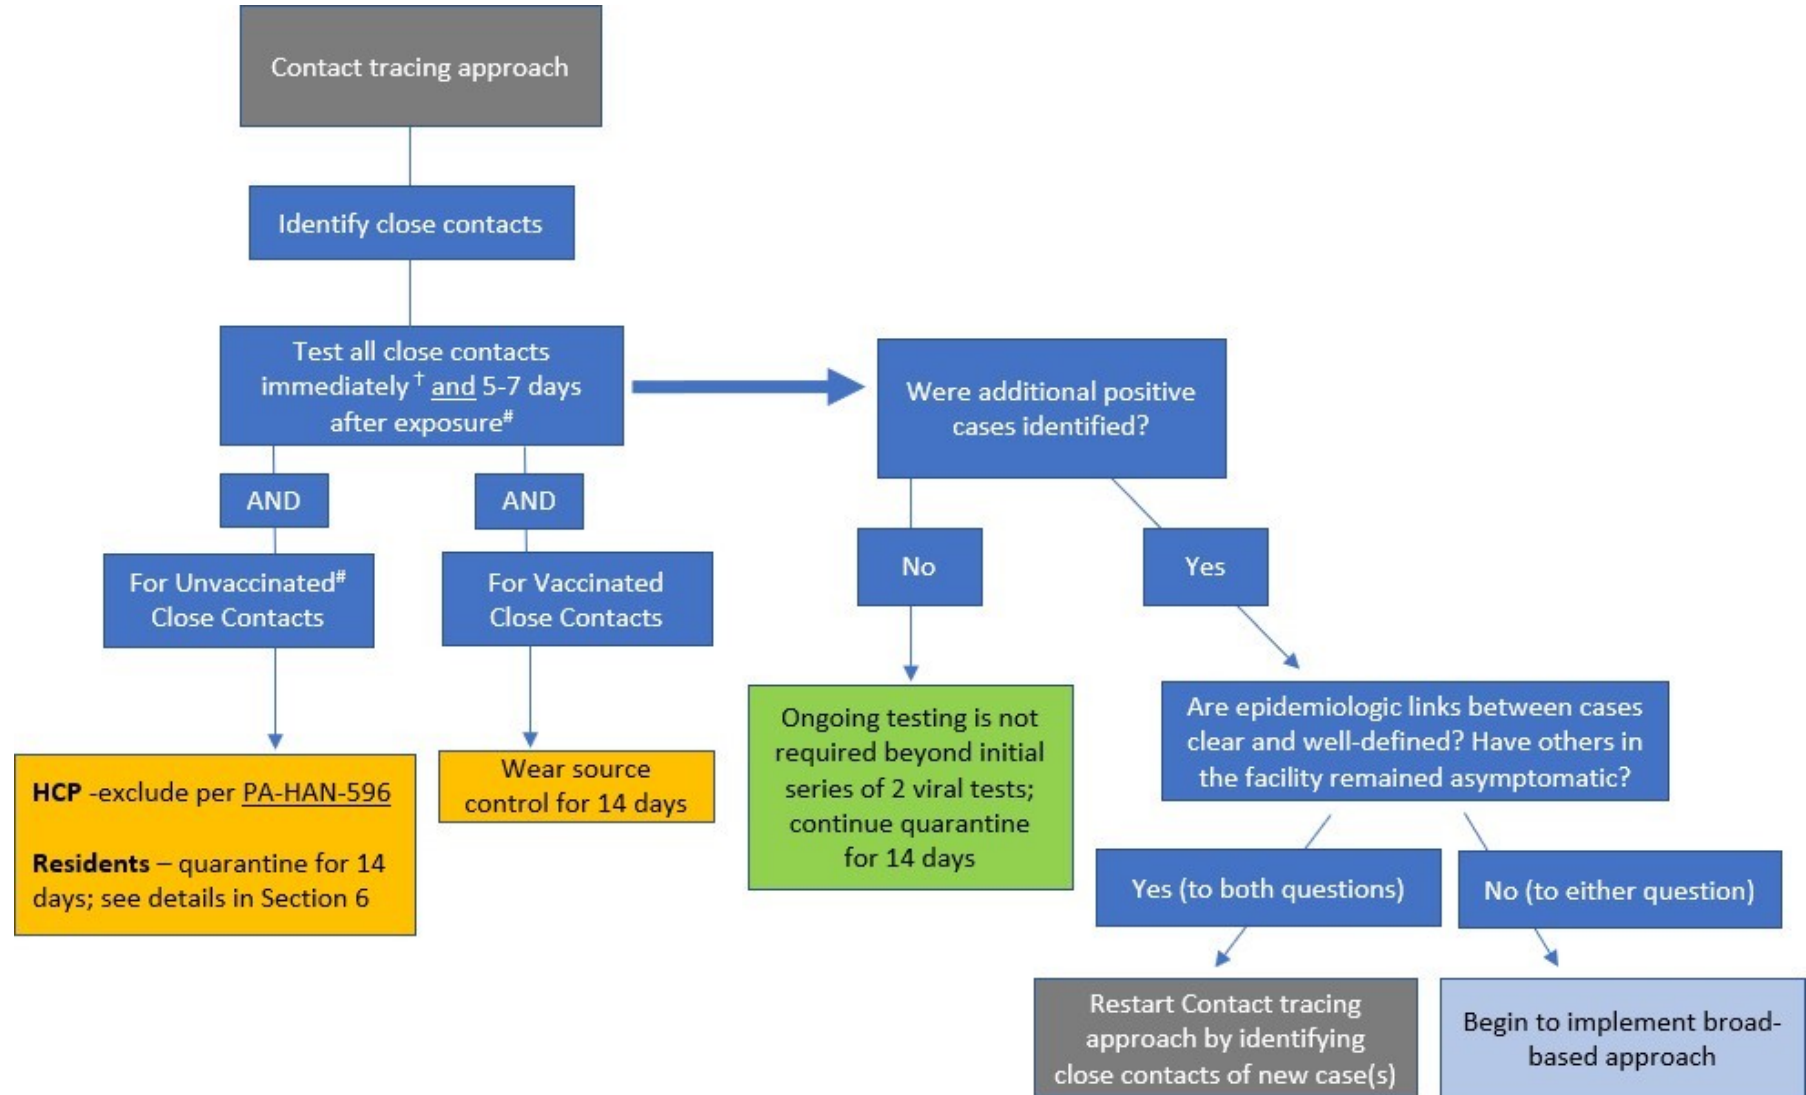 Contact tracing approach
Identify close contacts
Test all close contacts
immediately † and 5-7 days
after exposure#
AND
AND
For Unvaccinated#
Close Contacts
For Vaccinated
Close Contacts
HCP -exclude per PA-HAN-596
Residents – quarantine for 14
days; see details in Section 6
Wear source
control for 14 days
Were additional positive
cases identified?
No
Yes
Ongoing testing is not
required beyond initial
series of 2 viral tests;
continue quarantine
for 14 days
Are epidemiologic links between cases
clear and well-defined? Have others in
the facility remained asymptomatic?
Yes (to both questions)
No (to either question)
Restart Contact tracing
approach by identifying
close contacts of new case(s)
Begin to implement broad-
based approach